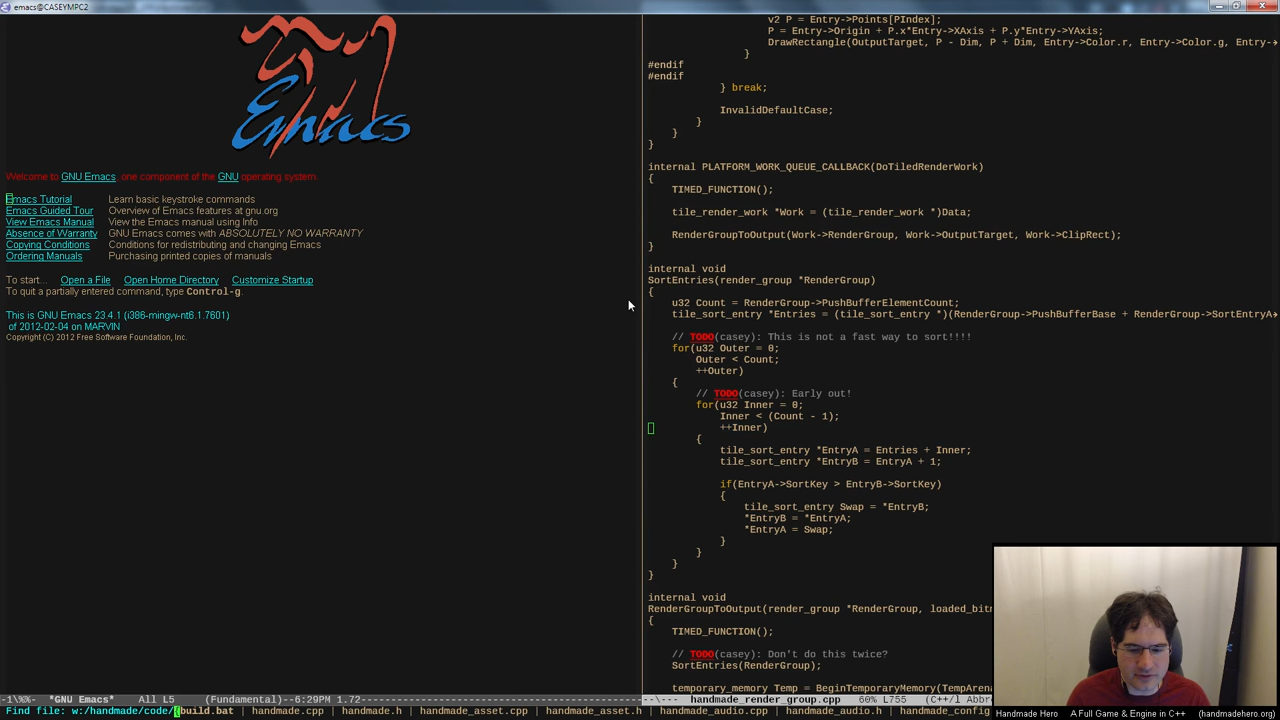 emacs@CASEYMPC2
Emacs
Welcome to GNU Emacs, one component of the GNU operating system.
Emacs Tutorial Learn basic keystroke commands
Emacs Guided Tour Overview of Emacs features at gnu.org
View Emacs Manual View the Emacs manual using Info
Absence of Warranty GNU Emacs comes with ABSOLUTELY NO WARRANTY
Copying Conditions Conditions for redistributing and changing Emacs
Ordering Manuals Purchasing printed copies of manuals
To start... Open a File Open Home Directory Customize Startup
To quit a partially entered command, type Control-g.
This is GNU Emacs 23.4.1 (i386-mingw-nt6.1.7601)
of 2012-02-04 on MARVIN
Copyright (C) 2012 Free Software Foundation, Inc.
v2 P = Entry->Points[PIndex];
P = Entry->Origin + P.x*Entry->XAxis + P.y*Entry->YAxis;
DrawRectangle(OutputTarget, P - Dim, P + Dim, Entry->Color.r, Entry->Color.g, Entry->
}
#endif
#endif
} break;
InvalidDefaultCase;
}
}
}
internal PLATFORM_WORK_QUEUE_CALLBACK(DoTiledRenderWork)
{
TIMED_FUNCTION();
tile_render_work *Work = (tile_render_work *)Data;
RenderGroupToOutput(Work->RenderGroup, Work->OutputTarget, Work->ClipRect);
}
internal void
SortEntries(render_group *RenderGroup)
{
u32 Count = RenderGroup->PushBufferElementCount;
tile_sort_entry *Entries = (tile_sort_entry *)(RenderGroup->PushBufferBase + RenderGroup->SortEntryA
// TODO(casey): This is not a fast way to sort!!!!
for(u32 Outer = 0;
Outer < Count;
++Outer)
{
// TODO(casey): Early out!
for(u32 Inner = 0;
Inner < (Count - 1);
++Inner)
{
tile_sort_entry *EntryA = Entries + Inner;
tile_sort_entry *EntryB = EntryA + 1;
if(EntryA->SortKey > EntryB->SortKey)
{
tile_sort_entry Swap = *EntryB;
*EntryB = *EntryA;
*EntryA = Swap;
}
}
}
}
internal void
RenderGroupToOutput(render_group *RenderGroup, loaded_bitm
{
TIMED_FUNCTION();
// TODO(casey): Don't do this twice?
SortEntries(RenderGroup);
temporary_memory Temp = BeginTemporaryMemory(TempAren
-1\%%- *GNU Emacs* All L5 (Fundamental)--6:29PM 1.72
--\--- handmade_render_group.cpp 60% L755 (C++/l Abbre
Find file: w:/handmade/code/{build.bat | handmade.cpp | handmade.h | handmade_asset.cpp | handmade_asset.h | handmade_audio.cpp | handmade_audio.h | handmade_config
Handmade Hero A Full Game & Engine in C++ (handmadehero.org)